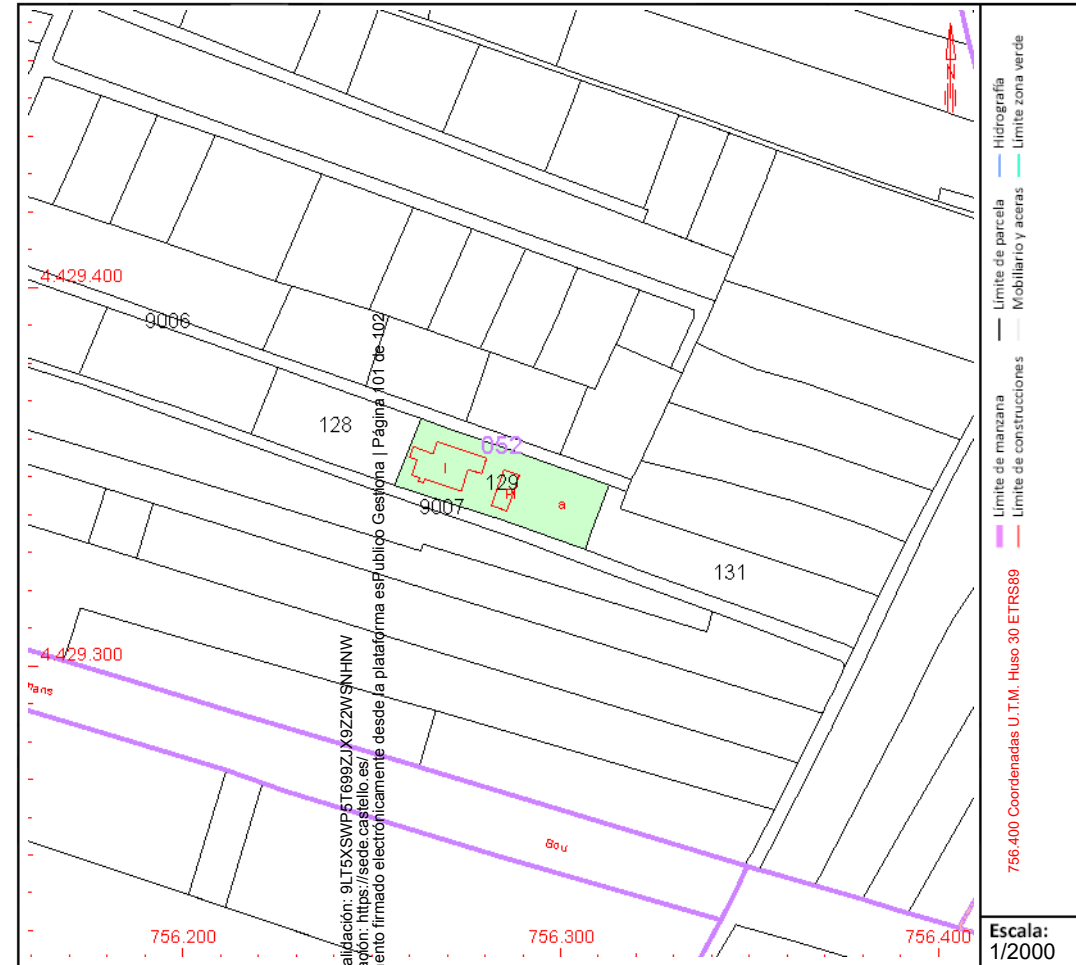 N
4.429.400
9006
128
052
129
I
PI
a
9007
131
4.429.300
Bou
756.200
756.300
756.400
alidación: 9LT5XSWP5T699ZJX9Z2WSNHNW
ación: https://sede.castello.es/
ento firmado electrónicamente desde la plataforma esPublico Gestiona | Página 101 de 102
Hidrografia
Límite zona verde
Límite de parcela
Mobiliario y aceras
Límite de manzana
Límite de construcciones
756.400 Coordenadas U.T.M. Huso 30 ETRS89
Escala:
1/2000